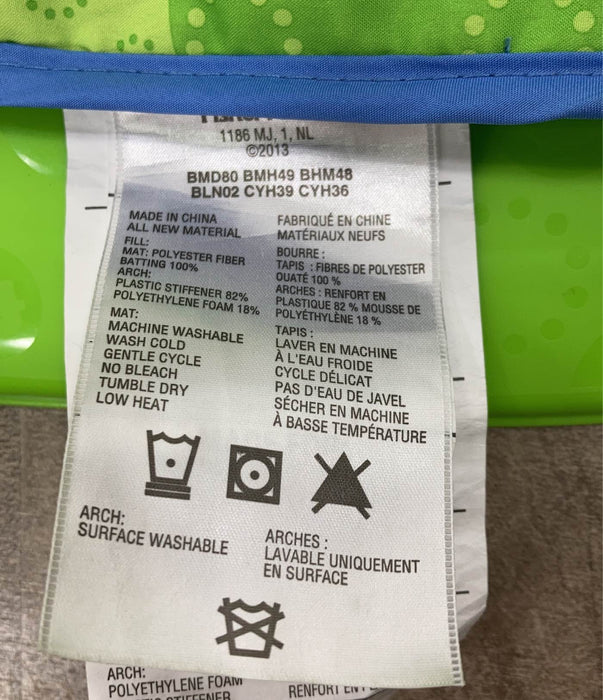 1186 MJ, 1, NL
©2013
BMD80 BMH49 BHM48
BLN02 CYH39 CYH36
MADE IN CHINA
ALL NEW MATERIAL
FILL:
MAT: POLYESTER FIBER
BATTING 100%
ARCH:
PLASTIC STIFFENER 82%
POLYETHYLENE FOAM 18%
MAT:
MACHINE WASHABLE
WASH COLD
GENTLE CYCLE
NO BLEACH
TUMBLE DRY
LOW HEAT
FABRIQUÉ EN CHINE
MATÉRIAUX NEUFS
BOURRE :
TAPIS : FIBRES DE POLYESTER
OUATÉ 100 %
ARCHES : RENFORT EN
PLASTIQUE 82 % MOUSSE DE
POLYÉTHYLÈNE 18 %
TAPIS :
LAVER EN MACHINE
À L'EAU FROIDE
CYCLE DÉLICAT
PAS D'EAU DE JAVEL
SÉCHER EN MACHINE
À BASSE TEMPÉRATURE
ARCH:
SURFACE WASHABLE
ARCHES :
LAVABLE UNIQUEMENT
EN SURFACE
ARCH:
POLYETHYLENE FOAM
STIFFENER
RENFORT